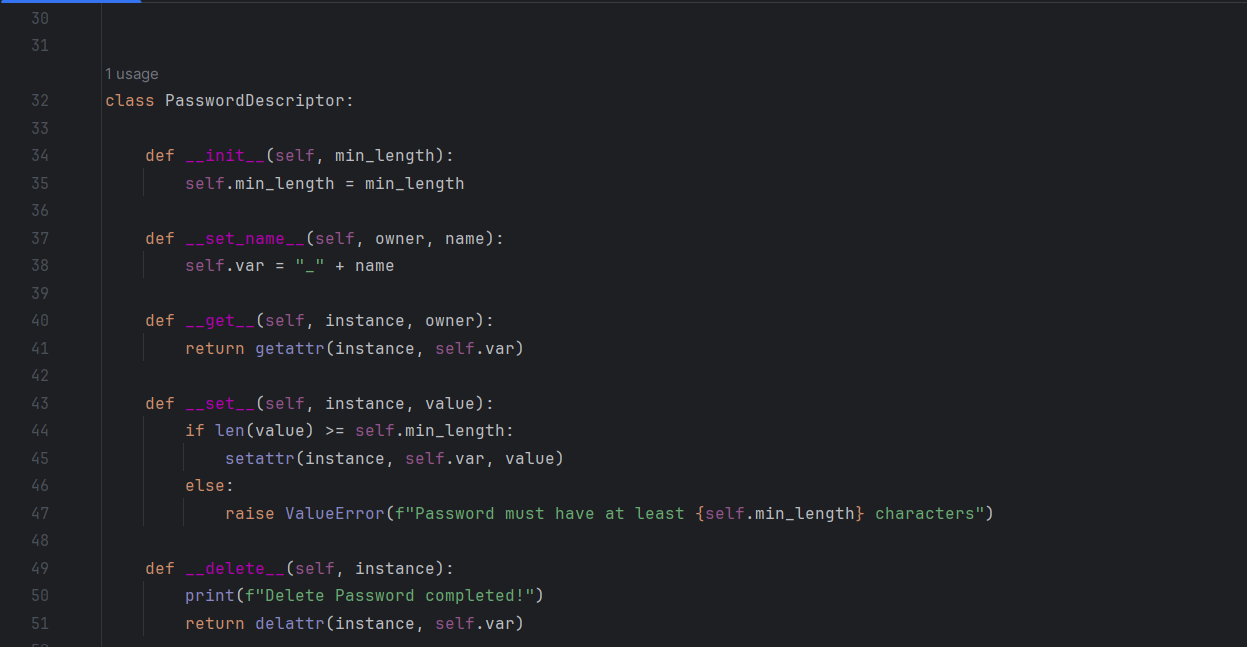 30
31
1 usage
32 class PasswordDescriptor:
33
34     def __init__(self, min_length):
35         self.min_length = min_length
36
37     def __set_name__(self, owner, name):
38         self.var = "_" + name
39
40     def __get__(self, instance, owner):
41         return getattr(instance, self.var)
42
43     def __set__(self, instance, value):
44         if len(value) >= self.min_length:
45             setattr(instance, self.var, value)
46         else:
47             raise ValueError(f"Password must have at least {self.min_length} characters")
48
49     def __delete__(self, instance):
50         print(f"Delete Password completed!")
51         return delattr(instance, self.var)